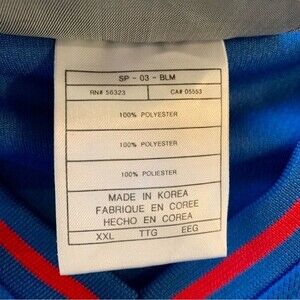 SP - 03 - BLM
RN# 56323 CA# 05553
100% POLYESTER
100% POLYESTER
100% POLIESTER
MADE IN KOREA
FABRIQUE EN COREE
HECHO EN COREA
XXL TTG EEG